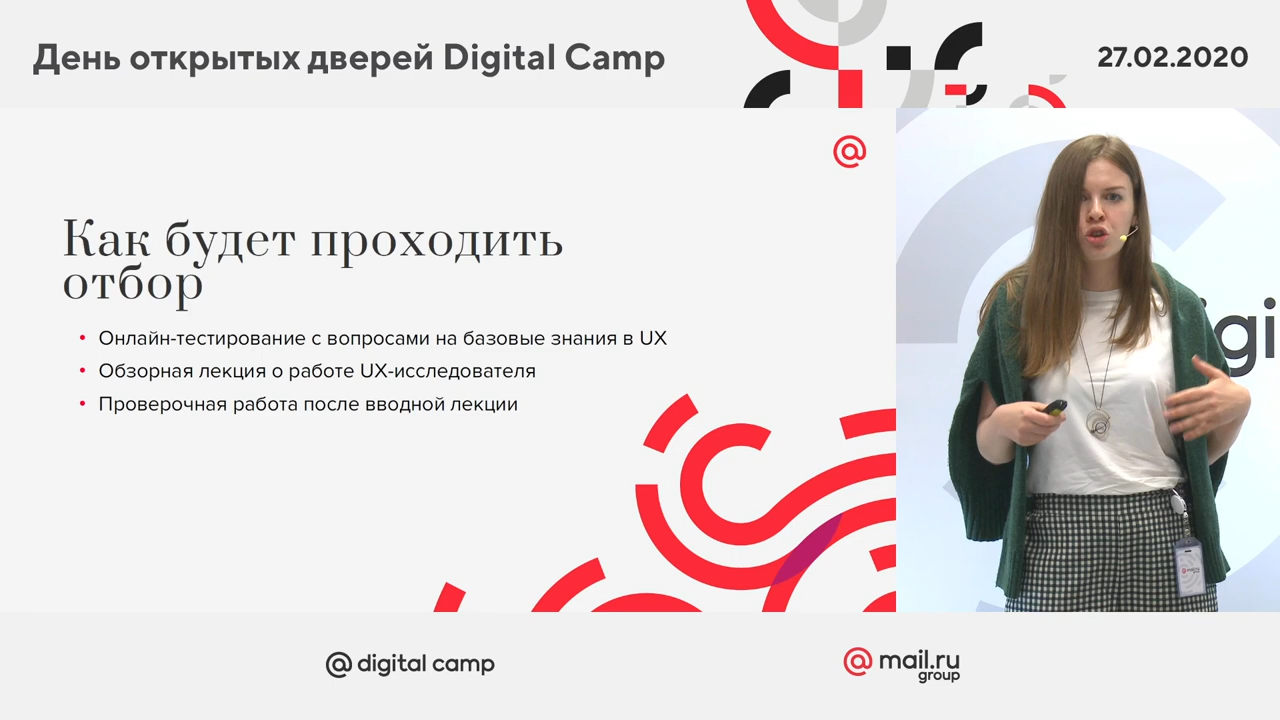 День открытых дверей Digital Camp
27.02.2020
@
Как будет проходить
отбор
• Онлайн-тестирование с вопросами на базовые знания в UX
• Обзорная лекция о работе UX-исследователя
• Проверочная работа после вводной лекции
igi
@ digital camp
@ mail.ru
group